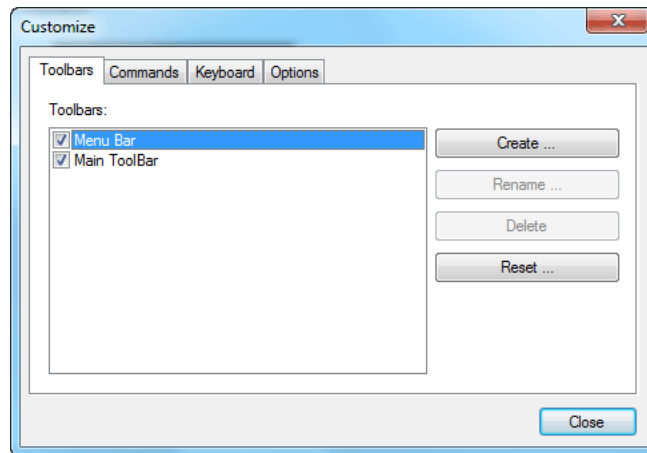 Customize
Toolbars Commands Keyboard Options
Toolbars:
Menu Bar
Main ToolBar
Create ...
Rename ...
Delete
Reset ...
Close